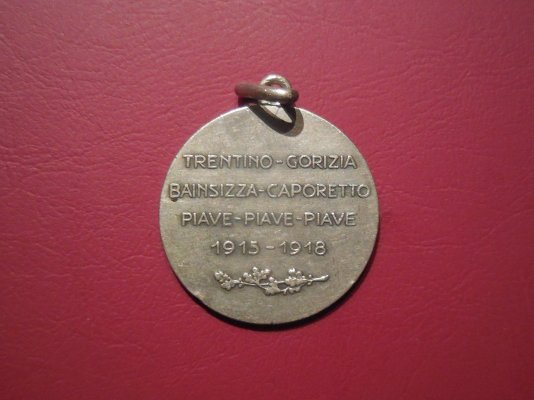 TRENTINO-GORIZIA
BAINSIZZA-CAPORETTO
PIAVE-PIAVE-PIAVE
1915-1918